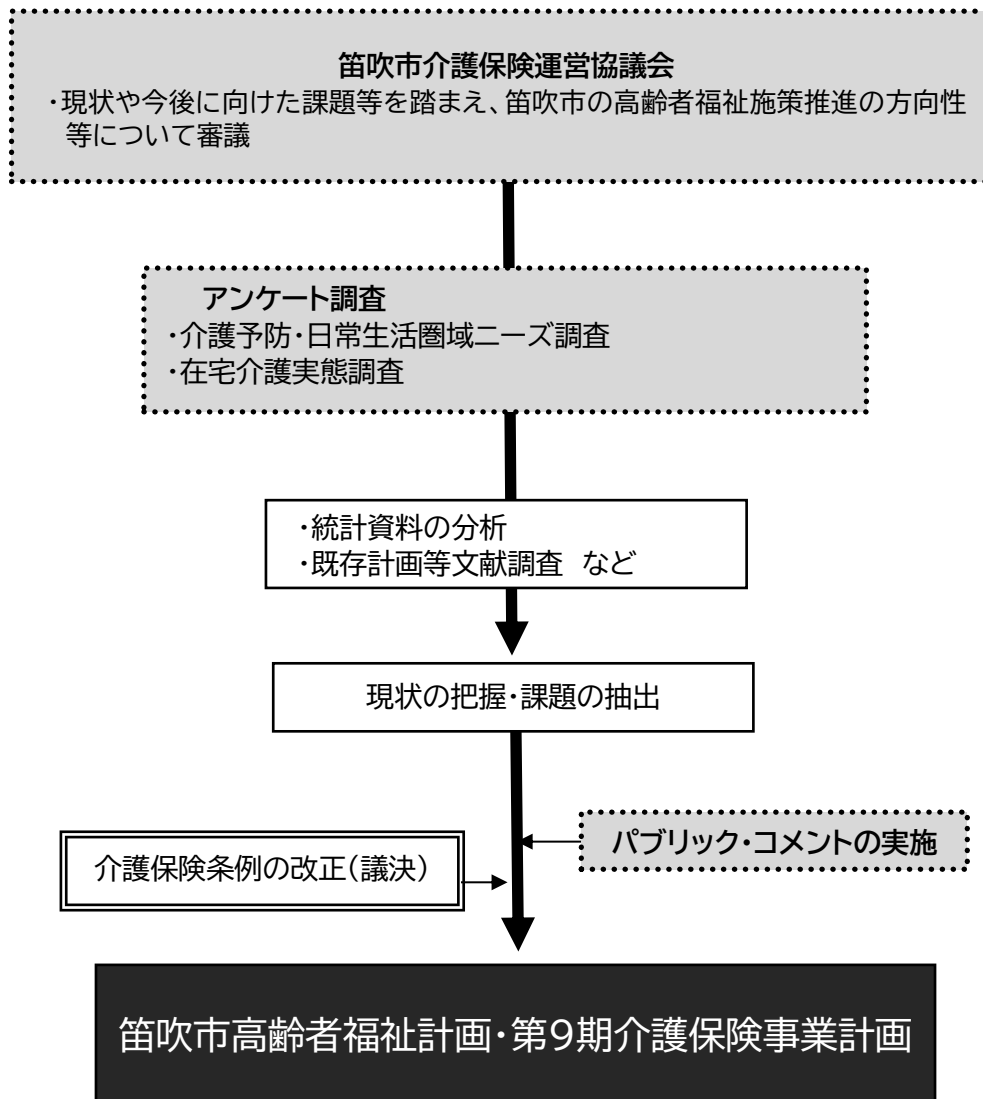 笛吹市介護保険運営協議会
・現状や今後に向けた課題等を踏まえ、笛吹市の高齢者福祉施策推進の方向性
等について審議
アンケート調査
・介護予防・日常生活圏域ニーズ調査
・在宅介護実態調査
・統計資料の分析
・既存計画等文献調査　など
現状の把握・課題の抽出
パブリック・コメントの実施
介護保険条例の改正（議決）
笛吹市高齢者福祉計画・第9期介護保険事業計画